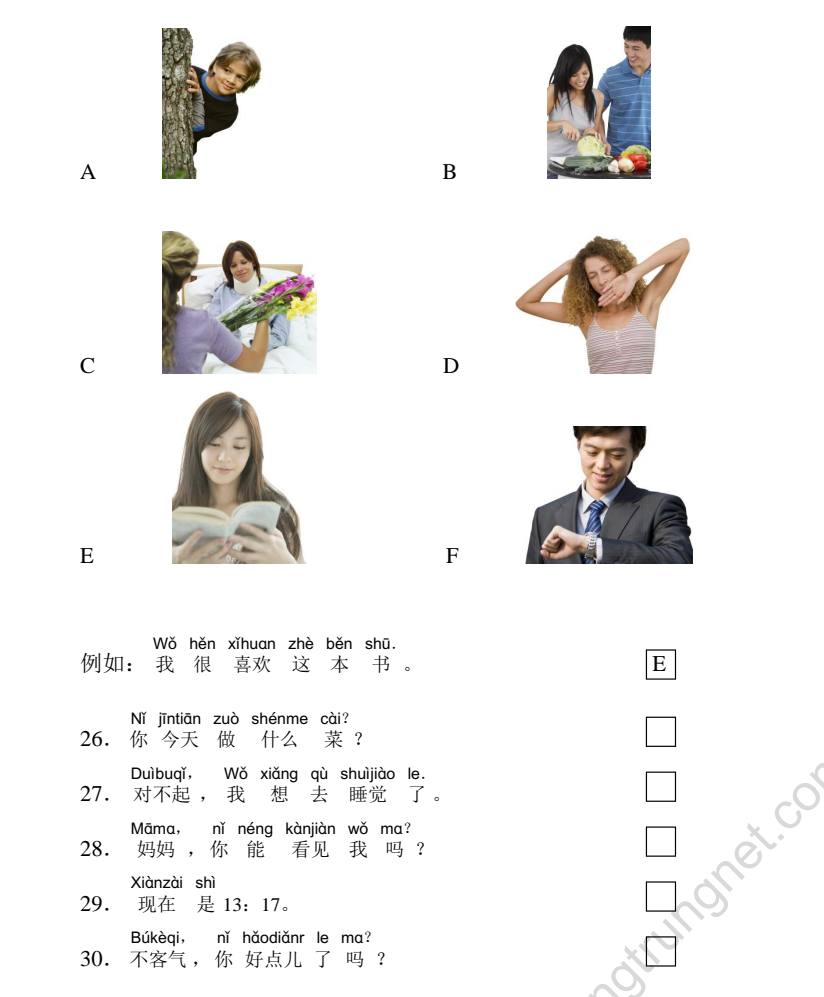 A
B
C
D
E
F
Wǒ hěn xǐhuan zhè běn shū.
例如： 我 很 喜欢 这 本 书 。
E
Nǐ jīntiān zuò shénme cài?
26. 你 今天 做 什么 菜 ？
Duìbuqǐ, Wǒ xiǎng qù shuìjiào le.
27. 对不起 ， 我 想 去 睡觉 了 。
Māma, nǐ néng kànjiàn wǒ ma?
28. 妈妈 ， 你 能 看见 我 吗 ？
Xiànzài shì
29. 现在 是 13：17。
Búkèqi, nǐ hǎodiǎnr le ma?
30. 不客气 ， 你 好点儿 了 吗 ？